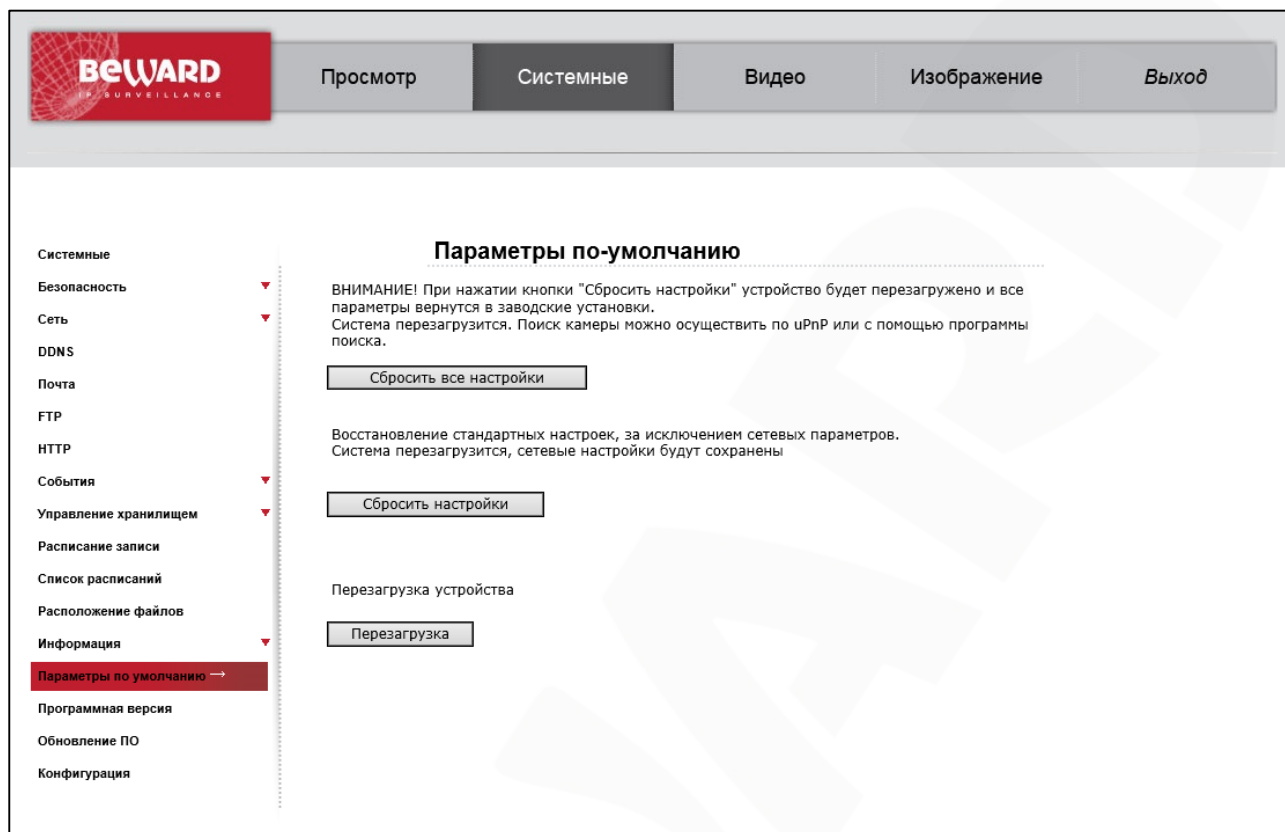 BEWARD
IP SURVEILLANCE
Просмотр
Системные
Видео
Изображение
Выход
Системные
Безопасность
Сеть
DDNS
Почта
FTP
HTTP
События
Управление хранилищем
Расписание записи
Список расписаний
Расположение файлов
Информация
Параметры по умолчанию →
Программная версия
Обновление ПО
Конфигурация
Параметры по-умолчанию
ВНИМАНИЕ! При нажатии кнопки "Сбросить настройки" устройство будет перезагружено и все
параметры вернутся в заводские установки.
Система перезагрузится. Поиск камеры можно осуществить по uPnP или с помощью программы
поиска.
Сбросить все настройки
Восстановление стандартных настроек, за исключением сетевых параметров.
Система перезагрузится, сетевые настройки будут сохранены
Сбросить настройки
Перезагрузка устройства
Перезагрузка